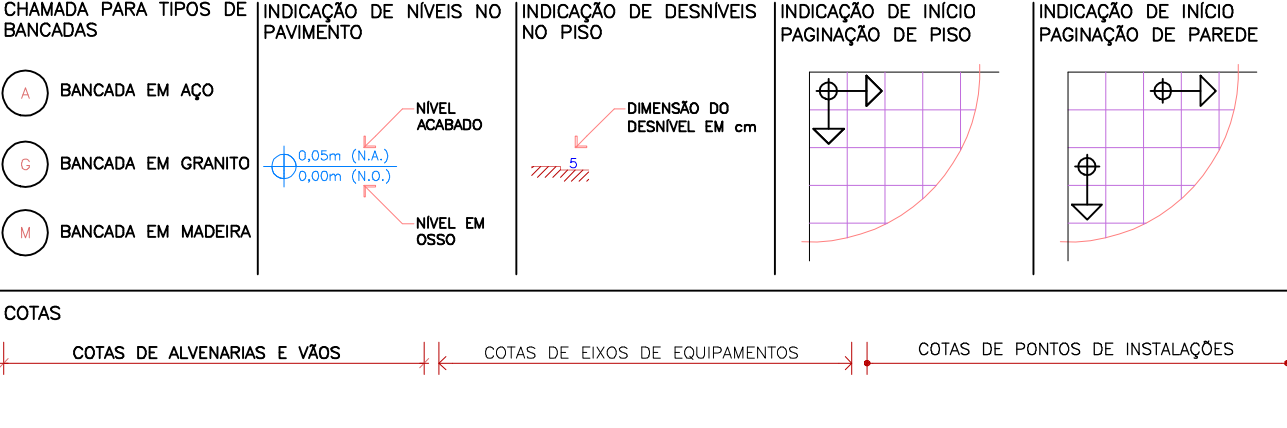 CHAMADA PARA TIPOS DE
BANCADAS
A
BANCADA EM AÇO
G
BANCADA EM GRANITO
M
BANCADA EM MADEIRA
INDICAÇÃO DE NÍVEIS NO
PAVIMENTO
NÍVEL
ACABADO
0,05m (N.A.)
0,00m (N.O.)
NÍVEL EM
OSSO
INDICAÇÃO DE DESNÍVEIS
NO PISO
DIMENSÃO DO
DESNÍVEL EM cm
5
INDICAÇÃO DE INÍCIO
PAGINAÇÃO DE PISO
INDICAÇÃO DE INÍCIO
PAGINAÇÃO DE PAREDE
COTAS
COTAS DE ALVENARIAS E VÃOS
COTAS DE EIXOS DE EQUIPAMENTOS
COTAS DE PONTOS DE INSTALAÇÕES